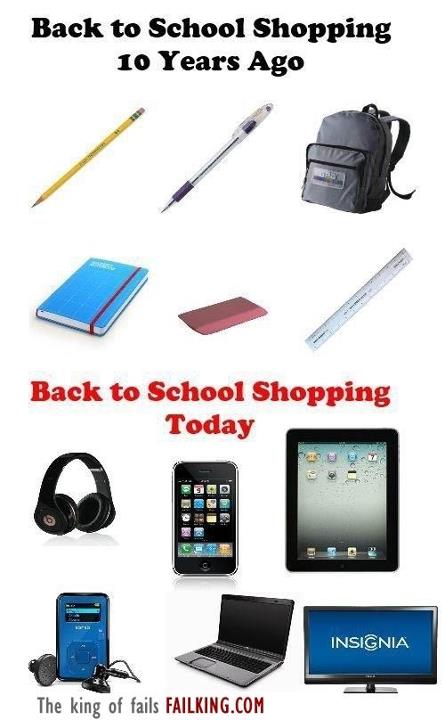 Back to School Shopping
10 Years Ago
Back to School Shopping
Today
INSIGNIA
The king of fails FAILKING.COM